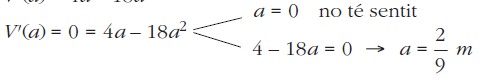 a = 0 no té sentit
V'(a) = 0 = 4a – 18a²
4 – 18a = 0 → a = 2/9 m